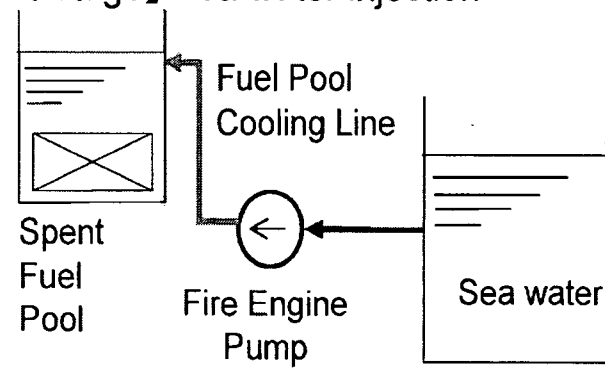 Fuel Pool
Cooling Line
Spent
Fuel
Pool
Fire Engine
Pump
Sea water